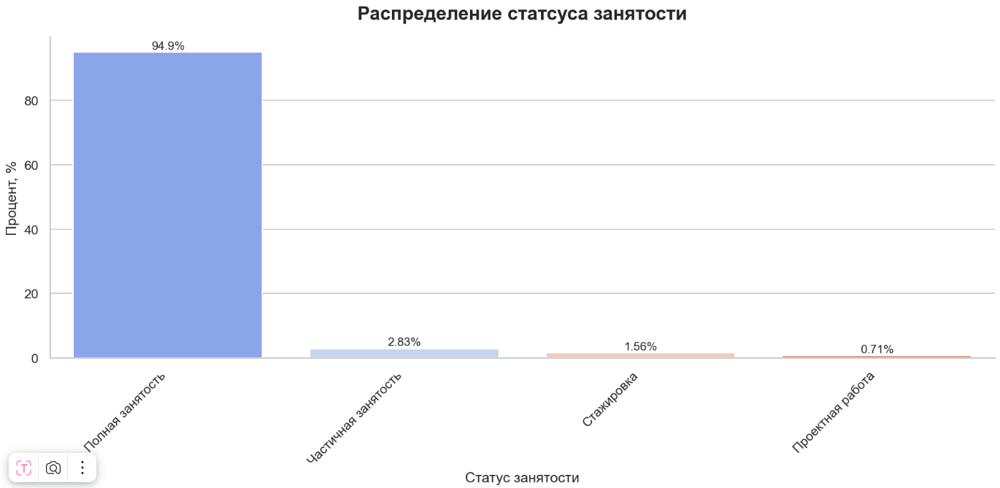 Распределение статсуса занятости
94.9%
80
60
40
20
0
Процент, %
2.83%
1.56%
0.71%
Полная занятость
Частичная занятость
Стажировка
Проектная работа
Статус занятости
T